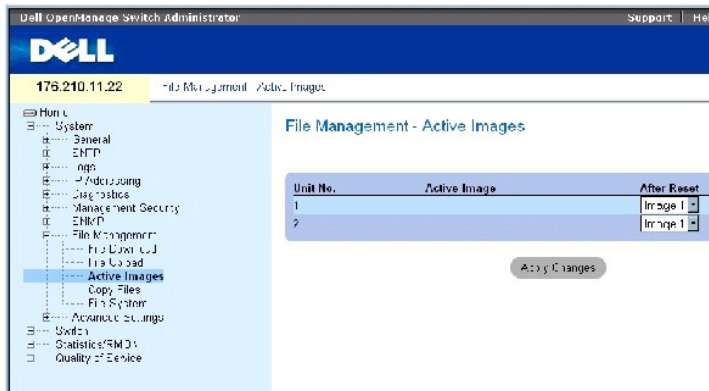 Dell OpenManage Switch Administrator
Support | Hel
DELL
176.210.11.22
File Management - Active Images
Home
System
General
SNTP
Logs
IP Addressing
Diagnostics
Management Security
SNMP
File Management
File Download
File Upload
Active Images
Copy Files
File System
Advanced Settings
Switch
Statistics/RMON
Quality of Service
File Management - Active Images
Unit No. Active Image After Reset
1 Image 1
2 Image 1
Apply Changes